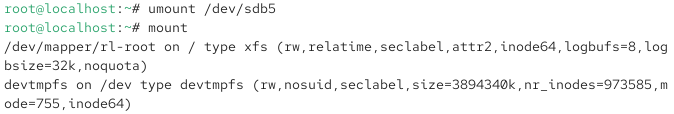 root@localhost:~# umount /dev/sdb5
root@localhost:~# mount
/dev/mapper/rl-root on / type xfs (rw,relatime,seclabel,attr2,inode64,logbufs=8,log
bsize=32k,noquota)
devtmpfs on /dev type devtmpfs (rw,nosuid,seclabel,size=3894340k,nr_inodes=973585,m
ode=755,inode64)